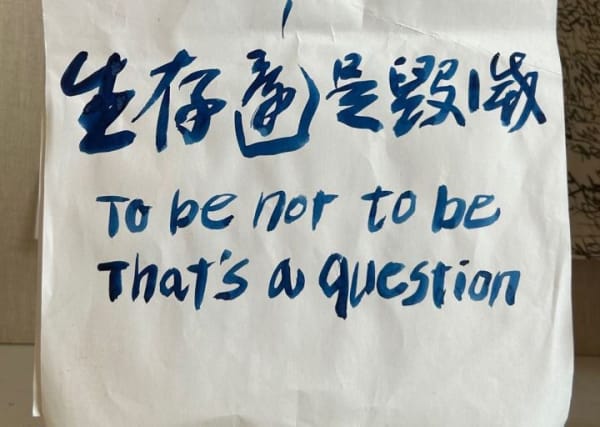 生存還是毀滅
To be nor to be
That's a question